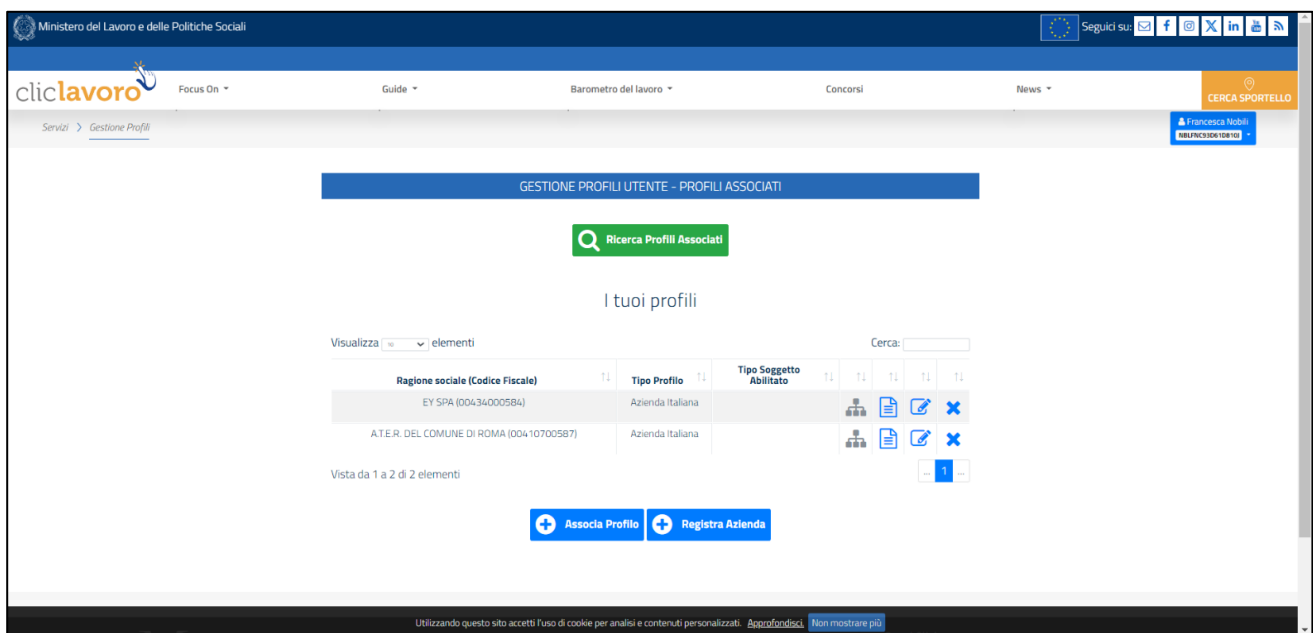 Ministero del Lavoro e delle Politiche Sociali
Seguici su:
cliclavoro
Focus On
Guide
Barometro del lavoro
Concorsi
News
CERCA SPORTELLO
Servizi > Gestione Profili
Francesca Nobili
NBLFNC93D61D810J
GESTIONE PROFILI UTENTE - PROFILI ASSOCIATI
Ricerca Profili Associati
I tuoi profili
Visualizza 10 elementi
Cerca:
Ragione sociale (Codice Fiscale) Tipo Profilo Tipo Soggetto Abilitato
EY SPA (00434000584) Azienda Italiana
A.T.E.R. DEL COMUNE DI ROMA (00410700587) Azienda Italiana
Vista da 1 a 2 di 2 elementi
... 1 ...
Associa Profilo
Registra Azienda
Utilizzando questo sito accetti l'uso di cookie per analisi e contenuti personalizzati. Approfondisci. Non mostrare più